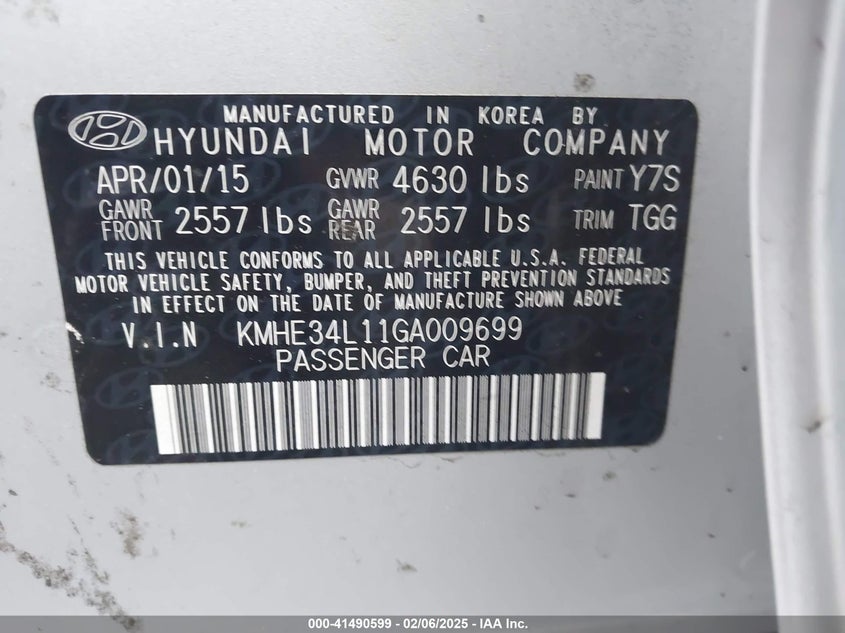 MANUFACTURED IN KOREA BY
HYUNDAI MOTOR COMPANY
APR/01/15 GVWR 4630 lbs PAINT Y7S
GAWR FRONT 2557 lbs GAWR REAR 2557 lbs TRIM TGG
THIS VEHICLE CONFORMS TO ALL APPLICABLE U.S.A. FEDERAL
MOTOR VEHICLE SAFETY, BUMPER, AND THEFT PREVENTION STANDARDS
IN EFFECT ON THE DATE OF MANUFACTURE SHOWN ABOVE
V.I.N KMHE34L11GA009699
PASSENGER CAR
000-41490599 - 02/06/2025 - IAAI.com